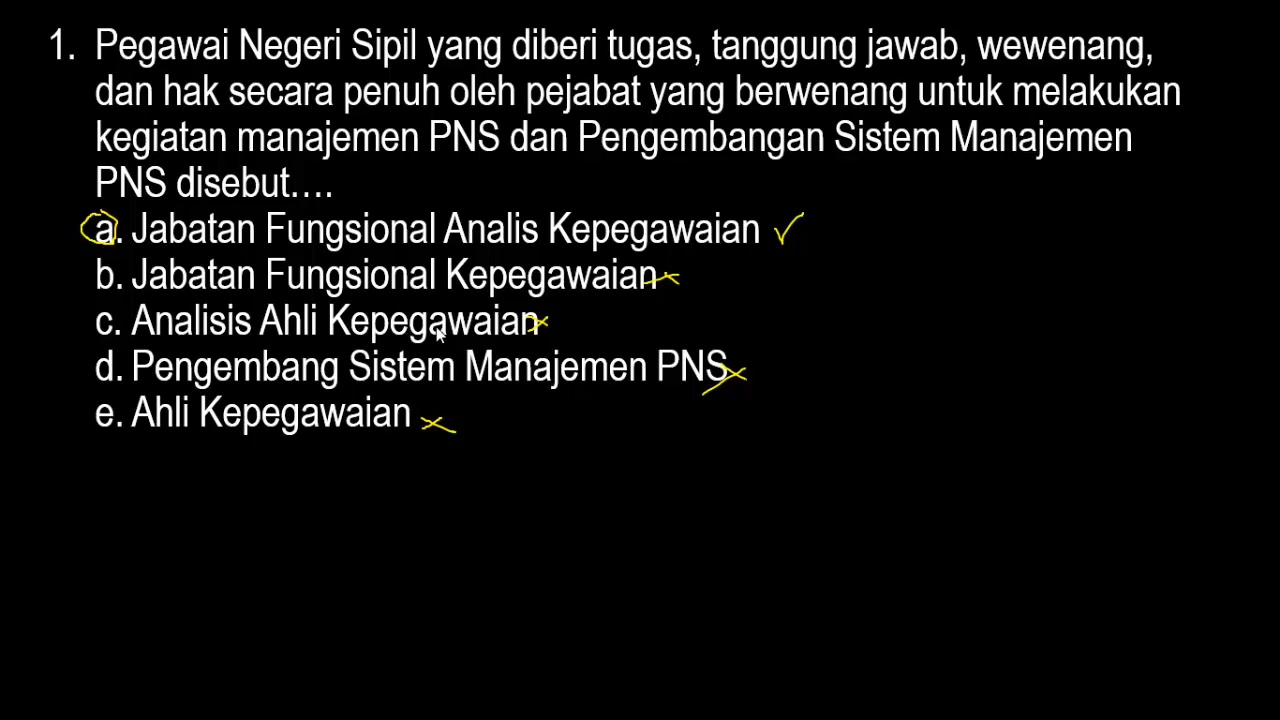 1. Pegawai Negeri Sipil yang diberi tugas, tanggung jawab, wewenang,
dan hak secara penuh oleh pejabat yang berwenang untuk melakukan
kegiatan manajemen PNS dan Pengembangan Sistem Manajemen
PNS disebut....
a. Jabatan Fungsional Analis Kepegawaian
b. Jabatan Fungsional Kepegawaian
c. Analisis Ahli Kepegawaian
d. Pengembang Sistem Manajemen PNS
e. Ahli Kepegawaian